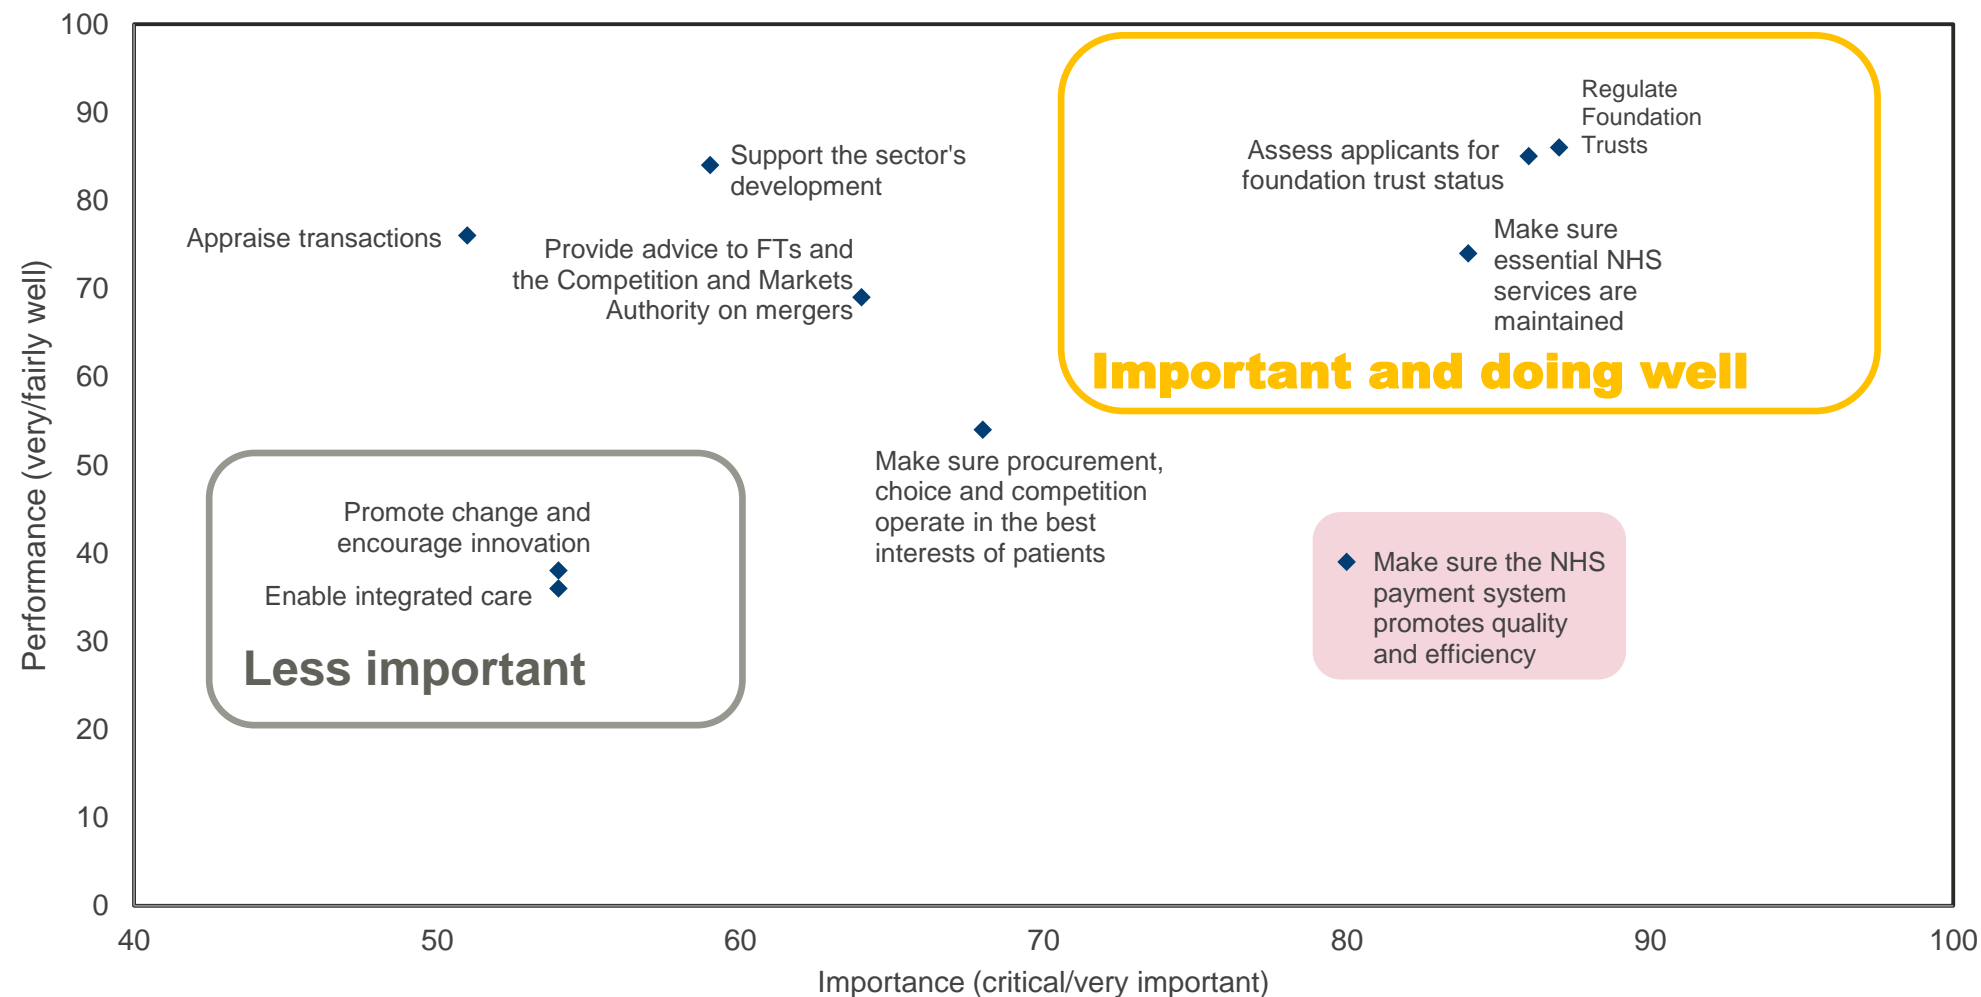 100
90
80
70
60
50
40
30
20
10
0
Performance (very/fairly well)
Regulate
Foundation
Trusts
Assess applicants for
foundation trust status
Support the sector's
development
Appraise transactions
Provide advice to FTs and
the Competition and Markets
Authority on mergers
Make sure
essential NHS
services are
maintained
Important and doing well
Make sure procurement,
choice and competition
operate in the best
interests of patients
Promote change and
encourage innovation
Enable integrated care
Less important
Make sure the NHS
payment system
promotes quality
and efficiency
40
50
60
70
80
90
100
Importance (critical/very important)